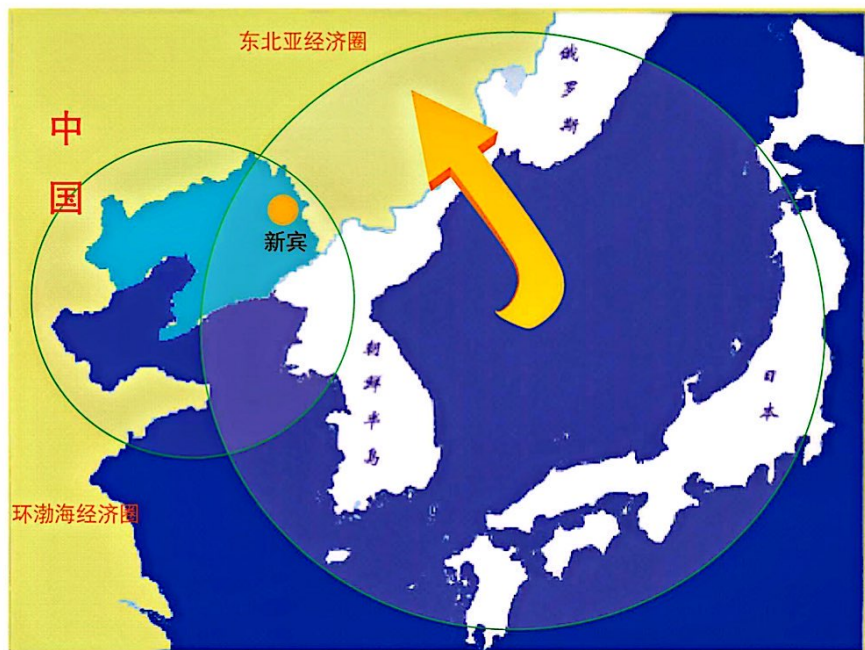 东北亚经济圈
俄罗斯
中国
新宾
朝鲜半岛
日本
环渤海经济圈